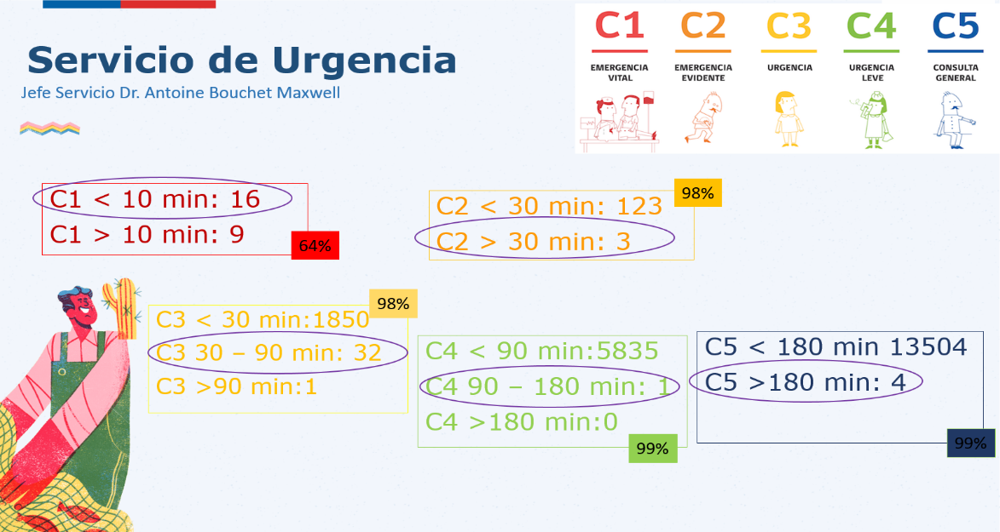 Servicio de Urgencia
Jefe Servicio Dr. Antoine Bouchet Maxwell
C1 C2 C3 C4 C5
EMERGENCIA VITAL
EMERGENCIA EVIDENTE
URGENCIA
URGENCIA LEVE
CONSULTA GENERAL
C1 < 10 min: 16
C1 > 10 min: 9
64%
C2 < 30 min: 123
C2 > 30 min: 3
98%
C3 < 30 min:1850
C3 30 – 90 min: 32
C3 >90 min:1
98%
C4 < 90 min:5835
C4 90 – 180 min: 1
C4 >180 min:0
99%
C5 < 180 min 13504
C5 >180 min: 4
99%